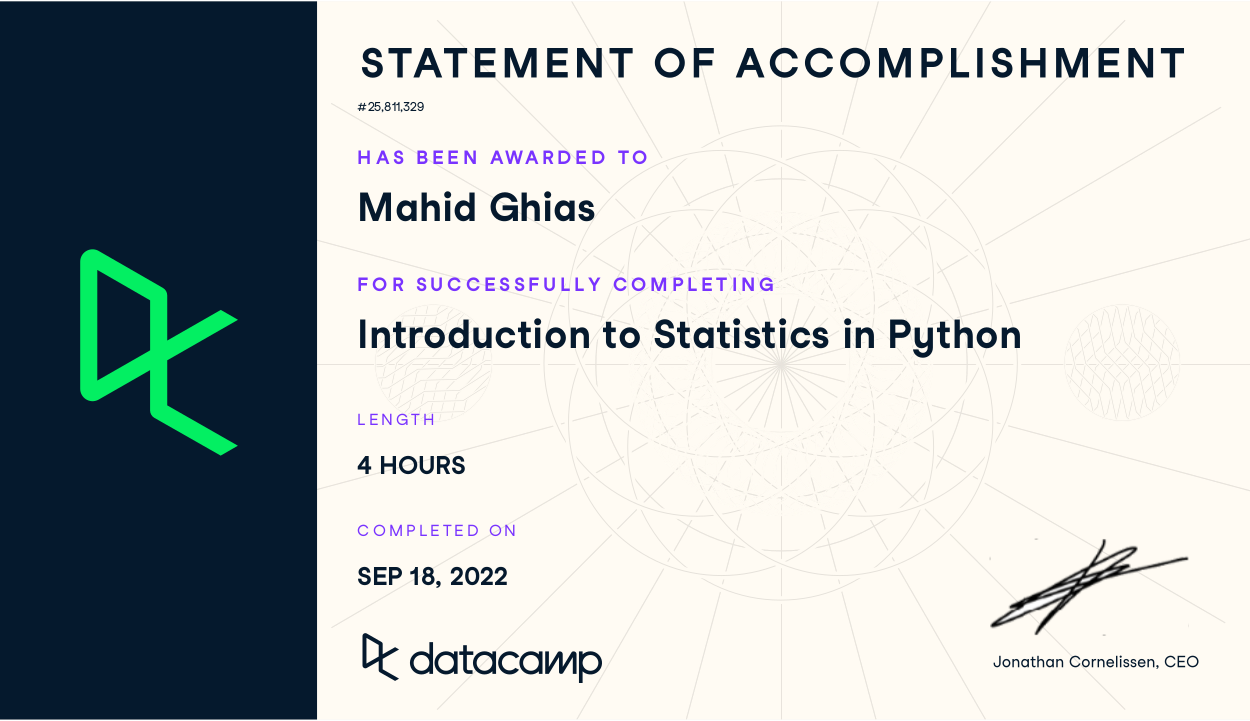 STATEMENT OF ACCOMPLISHMENT
#25,811,329
HAS BEEN AWARDED TO
Mahid Ghias
FOR SUCCESSFULLY COMPLETING
Introduction to Statistics in Python
LENGTH
4 HOURS
COMPLETED ON
SEP 18, 2022
datacamp
Jonathan Cornelissen, CEO